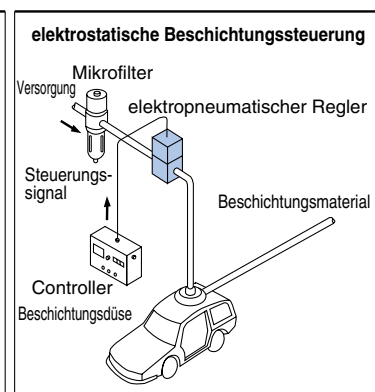 elektrostatische Beschichtungssteuerung
Mikrofilter
Versorgung
elektropneumatischer Regler
Steuerungs-
signal
Beschichtungsmaterial
Controller
Beschichtungsdüse